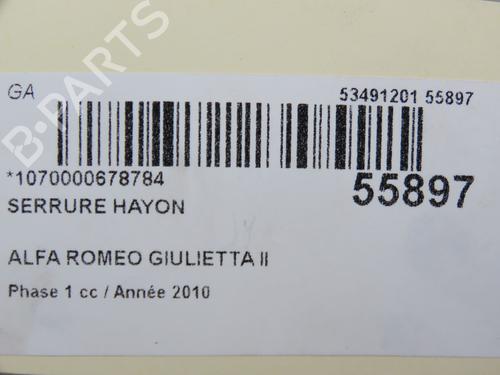 GA
53491201 55897
*1070000678784
55897
SERRURE HAYON
ALFA ROMEO GIULIETTA II
Phase 1 cc / Année 2010
B-PARTS